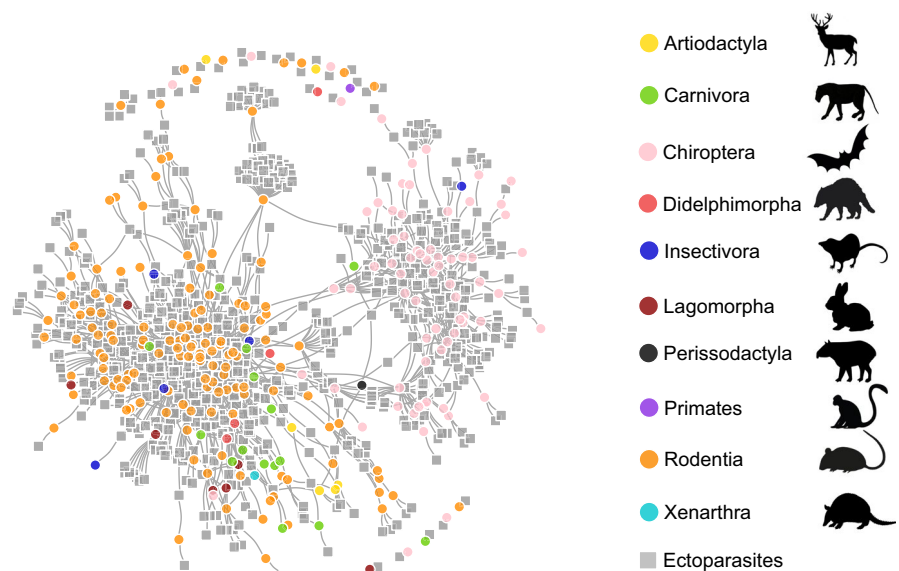 Artiodactyla
Carnivora
Chiroptera
Didelphimorpha
Insectivora
Lagomorpha
Perissodactyla
Primates
Rodentia
Xenarthra
Ectoparasites